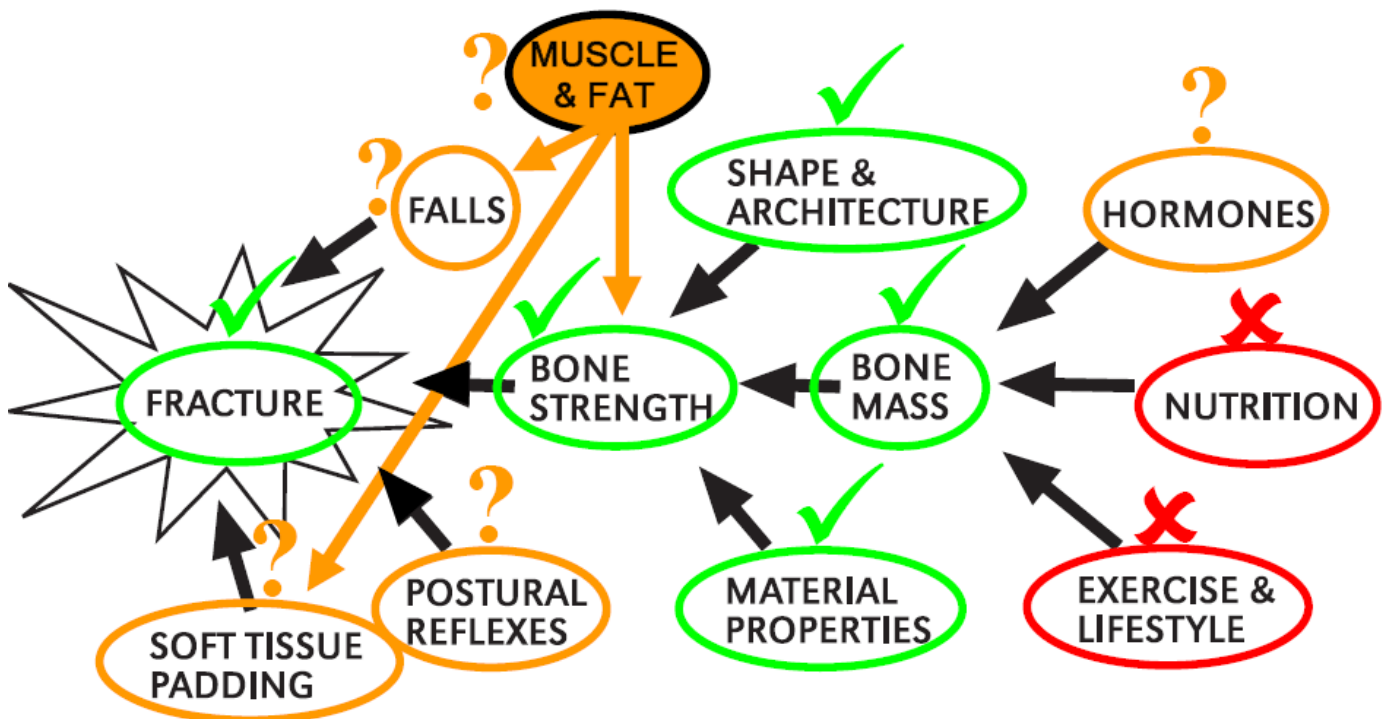 ?
MUSCLE
& FAT
?
?
FALLS
SHAPE &
ARCHITECTURE
HORMONES
FRACTURE
BONE
STRENGTH
BONE
MASS
NUTRITION
?
?
SOFT TISSUE
PADDING
POSTURAL
REFLEXES
MATERIAL
PROPERTIES
EXERCISE &
LIFESTYLE